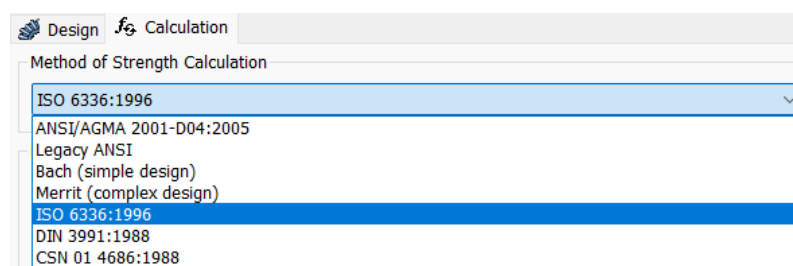 Design fG Calculation
Method of Strength Calculation
ISO 6336:1996
ANSI/AGMA 2001-D04:2005
Legacy ANSI
Bach (simple design)
Merrit (complex design)
ISO 6336:1996
DIN 3991:1988
CSN 01 4686:1988